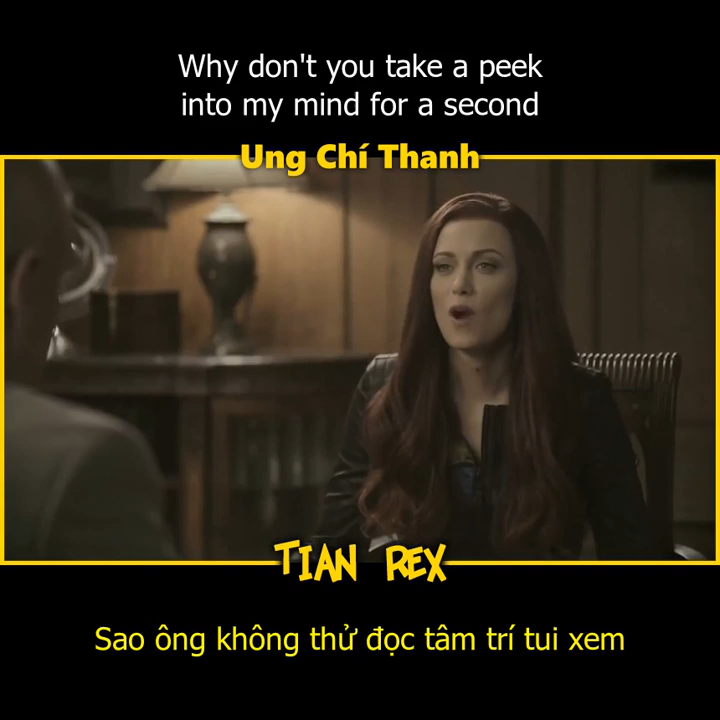 Why don't you take a peek
into my mind for a second
Ung Chí Thanh
TIAN REX
Sao ông không thử đọc tâm trí tui xem